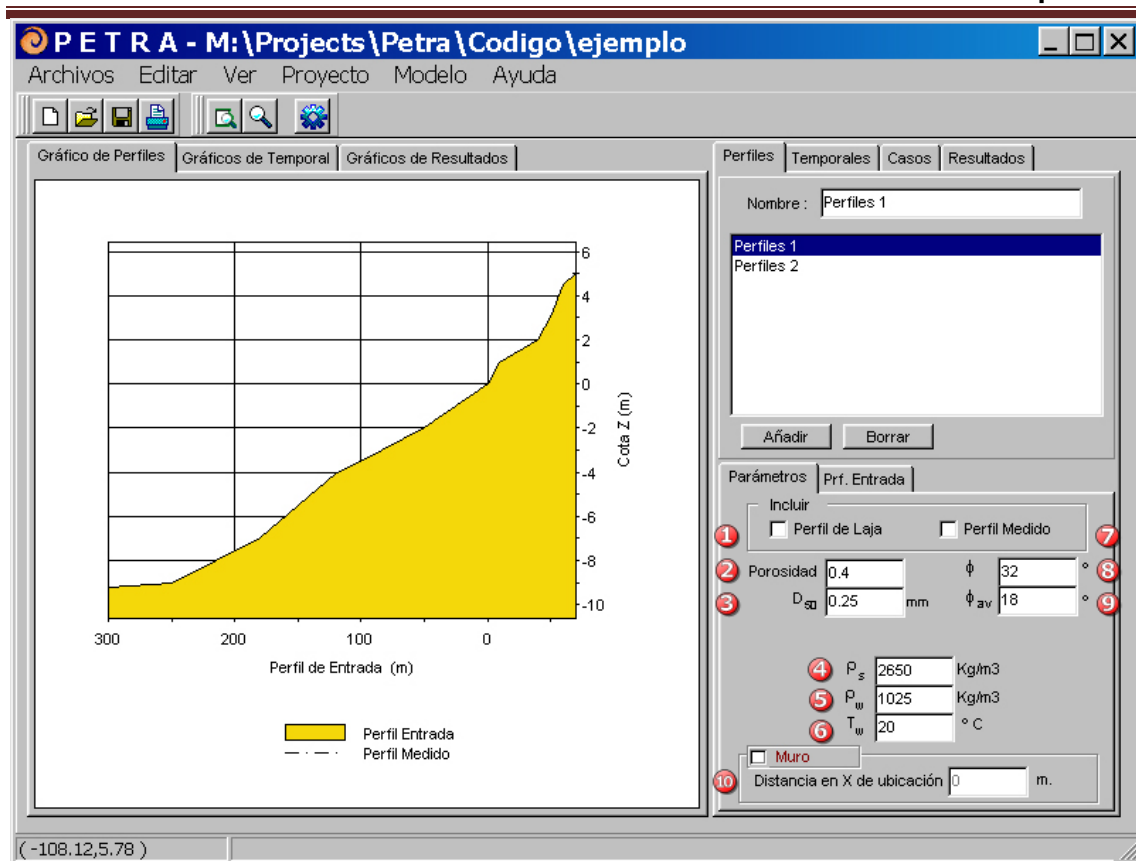 PETRA - M:\Projects\Petra\Codigo\ejemplo
Archivos Editar Ver Proyecto Modelo Ayuda
Gráfico de Perfiles Gráficos de Temporal Gráficos de Resultados
6
4
2
0
-2
-4
-6
-8
-10
Cota Z (m)
300 200 100 0
Perfil de Entrada (m)
Perfil Entrada
Perfil Medido
Perfiles Temporales Casos Resultados
Nombre : Perfiles 1
Perfiles 1
Perfiles 2
Añadir Borrar
Parámetros Prf. Entrada
Incluir
1 Perfil de Laja Perfil Medido 7
2 Porosidad 0.4 ϕ 32 ° 8
3 D50 0.25 mm ϕav 18 ° 9
4 ρs 2650 Kg/m3
5 ρw 1025 Kg/m3
6 Tw 20 ° C
Muro
10 Distancia en X de ubicación 0 m.
( -108.12,5.78 )